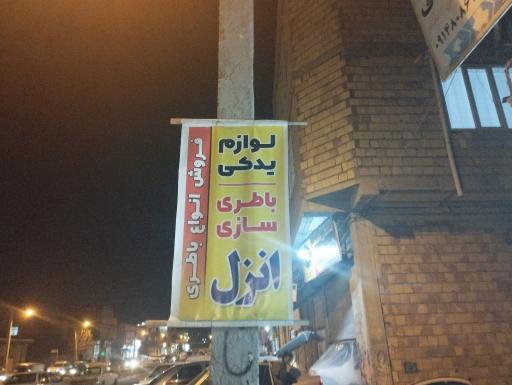 لوازم
یدکی
باطری
سازی
انزل
فروش انواع باطری